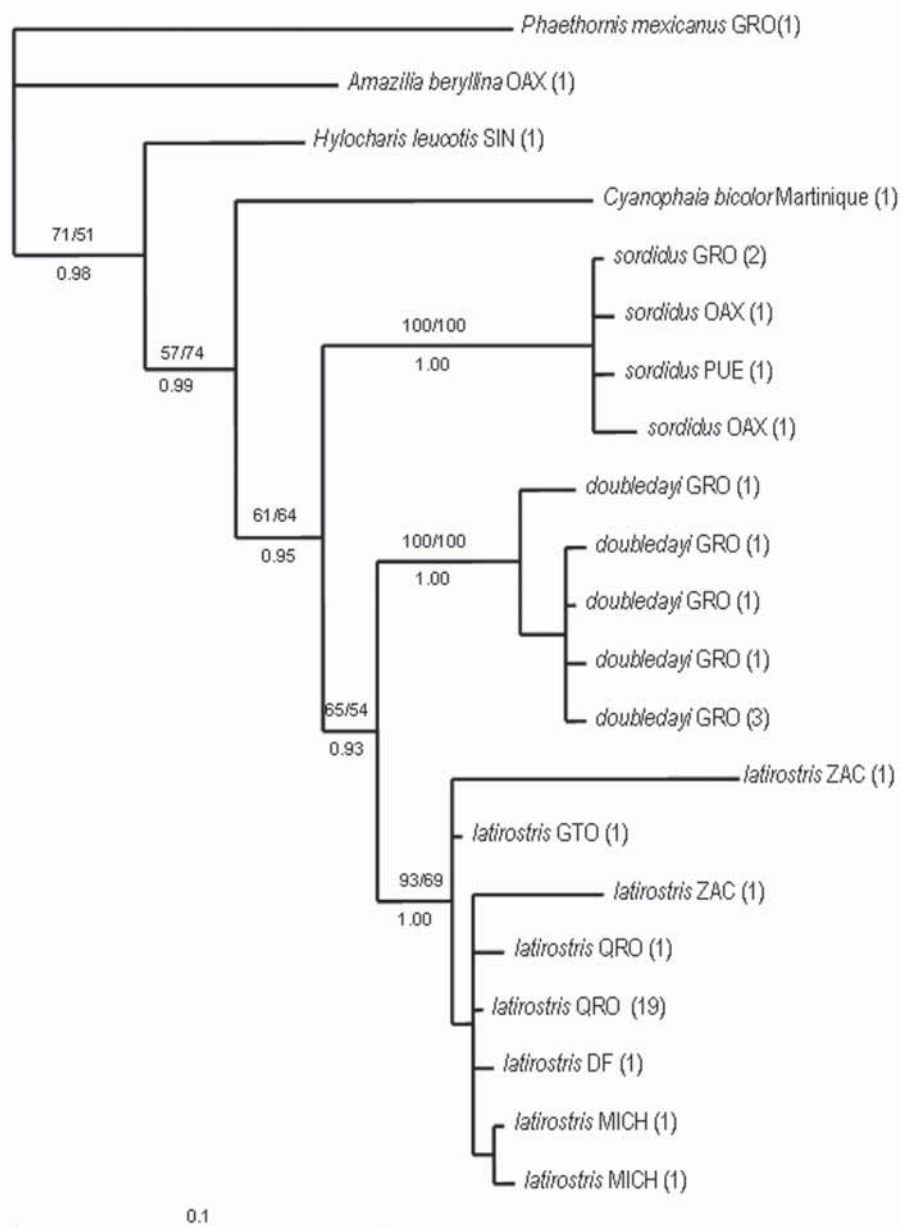 Phaethornis mexicanus GRO(1)
Amazilia beryllina OAX (1)
Hylocharis leucotis SIN (1)
Cyanophaia bicolor Martinique (1)
71/51
0.98
sordidus GRO (2)
sordidus OAX (1)
100/100
1.00
57/74
0.99
sordidus PUE (1)
sordidus OAX (1)
doubledayi GRO (1)
61/64
0.95
100/100
1.00
doubledayi GRO (1)
doubledayi GRO (1)
doubledayi GRO (1)
doubledayi GRO (3)
65/54
0.93
latirostris ZAC (1)
latirostris GTO (1)
93/69
1.00
latirostris ZAC (1)
latirostris QRO (1)
latirostris QRO (19)
latirostris DF (1)
latirostris MICH (1)
latirostris MICH (1)
0.1